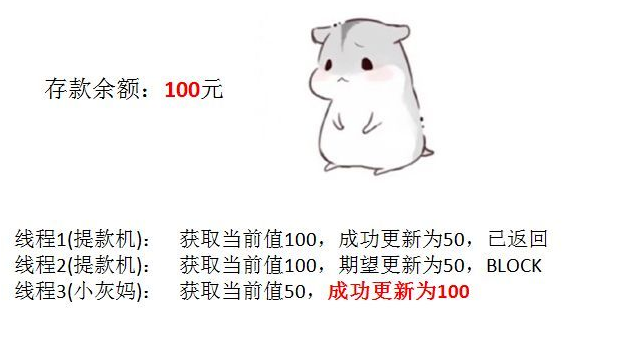 存款余额：100元
线程1(提款机)： 获取当前值100，成功更新为50，已返回
线程2(提款机)： 获取当前值100，期望更新为50，BLOCK
线程3(小灰妈)： 获取当前值50，成功更新为100